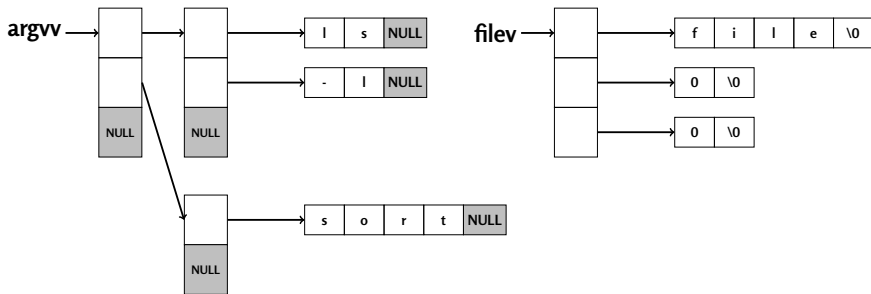 argvv
l s NULL
- l NULL
NULL NULL
s o r t NULL
NULL
filev
f i l e \0
0 \0
0 \0